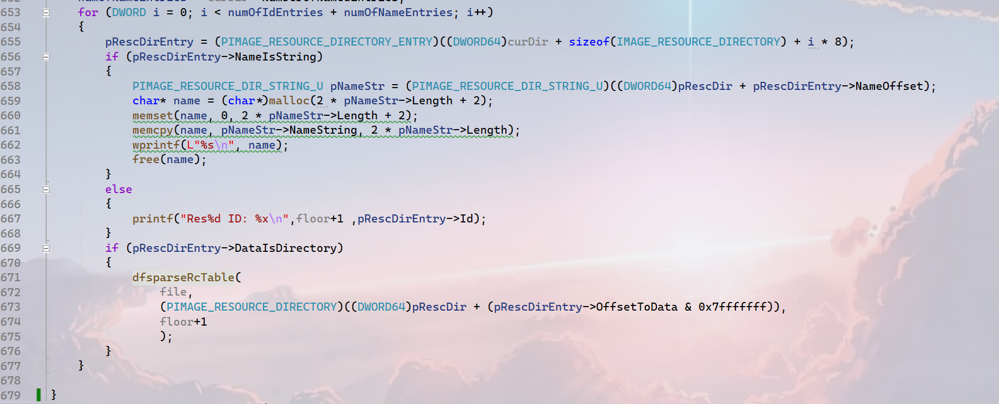 653 for (DWORD i = 0; i < numOfIdEntries + numOfNameEntries; i++)
654 {
655 pRescDirEntry = (PIMAGE_RESOURCE_DIRECTORY_ENTRY)((DWORD64)curDir + sizeof(IMAGE_RESOURCE_DIRECTORY) + i * 8);
656 if (pRescDirEntry->NameIsString)
657 {
658 PIMAGE_RESOURCE_DIR_STRING_U pNameStr = (PIMAGE_RESOURCE_DIR_STRING_U)((DWORD64)pRescDir + pRescDirEntry->NameOffset);
659 char* name = (char*)malloc(2 * pNameStr->Length + 2);
660 memset(name, 0, 2 * pNameStr->Length + 2);
661 memcpy(name, pNameStr->NameString, 2 * pNameStr->Length);
662 wprintf(L"%s\n", name);
663 free(name);
664 }
665 else
666 {
667 printf("Res%d ID: %x\n",floor+1 ,pRescDirEntry->Id);
668 }
669 if (pRescDirEntry->DataIsDirectory)
670 {
671 dfsparseRcTable(
672 file,
673 (PIMAGE_RESOURCE_DIRECTORY)((DWORD64)pRescDir + (pRescDirEntry->OffsetToData & 0x7fffffff)),
674 floor+1
675 );
676 }
677 }
678
679 }